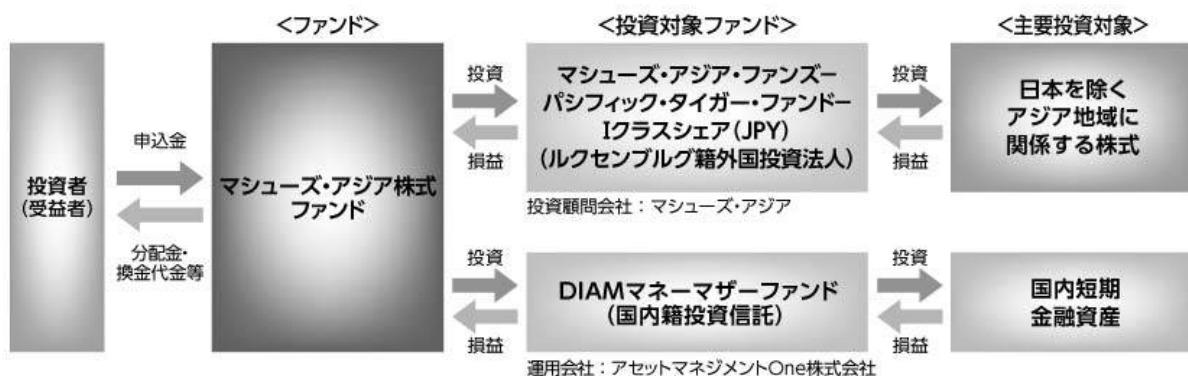 <ファンド>
<投資対象ファンド>
<主要投資対象>
投資者
(受益者)
申込金
分配金・
換金代金等
マシューズ・アジア株式
ファンド
投資
損益
マシューズ・アジア・ファンズー
パシフィック・タイガー・ファンドー
Iクラスシェア(JPY)
(ルクセンブルグ籍外国投資法人)
投資顧問会社:マシューズ・アジア
投資
損益
日本を除く
アジア地域に
関係する株式
投資
損益
DIAMマネーマザーファンド
(国内籍投資信託)
運用会社:アセットマネジメントOne株式会社
投資
損益
国内短期
金融資産